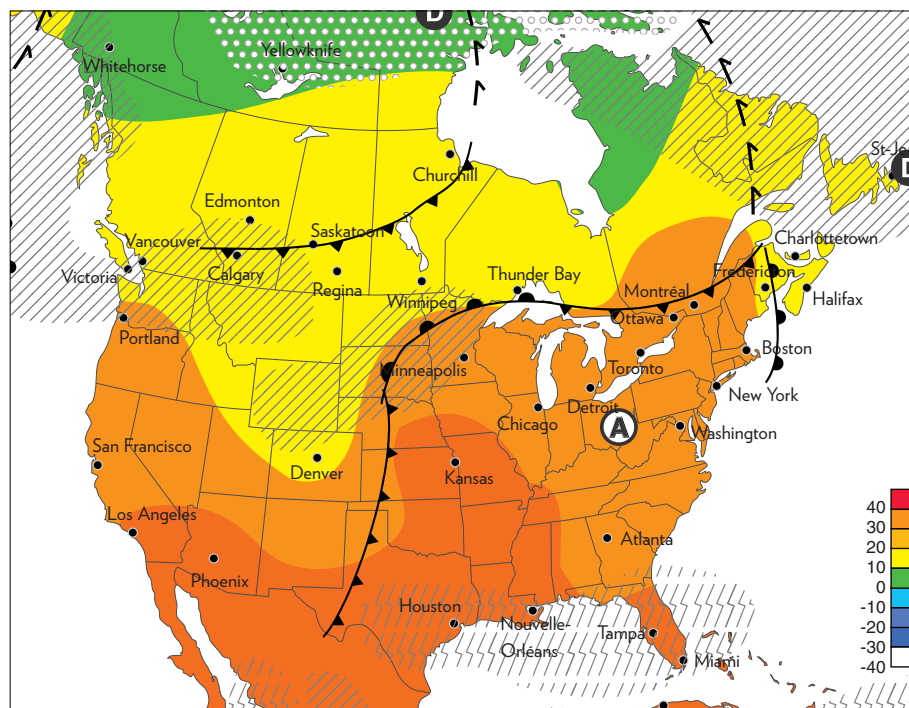 D
Yellowknife
Whitehorse
Churchill
St-Je
D
Edmonton
Saskatoon
Vancouver
Charlottetown
Victoria
Calgary
Regina
Winnipeg
Thunder Bay
Fredericton
Montréal
Halifax
Ottawa
Portland
Minneapolis
Toronto
Boston
New York
Detroit
Chicago
A
Washington
San Francisco
Denver
Kansas
Los Angeles
Atlanta
Phoenix
Houston
Nouvelle-
Orléans
Tampa
Miami
40
30
20
10
0
-10
-20
-30
-40